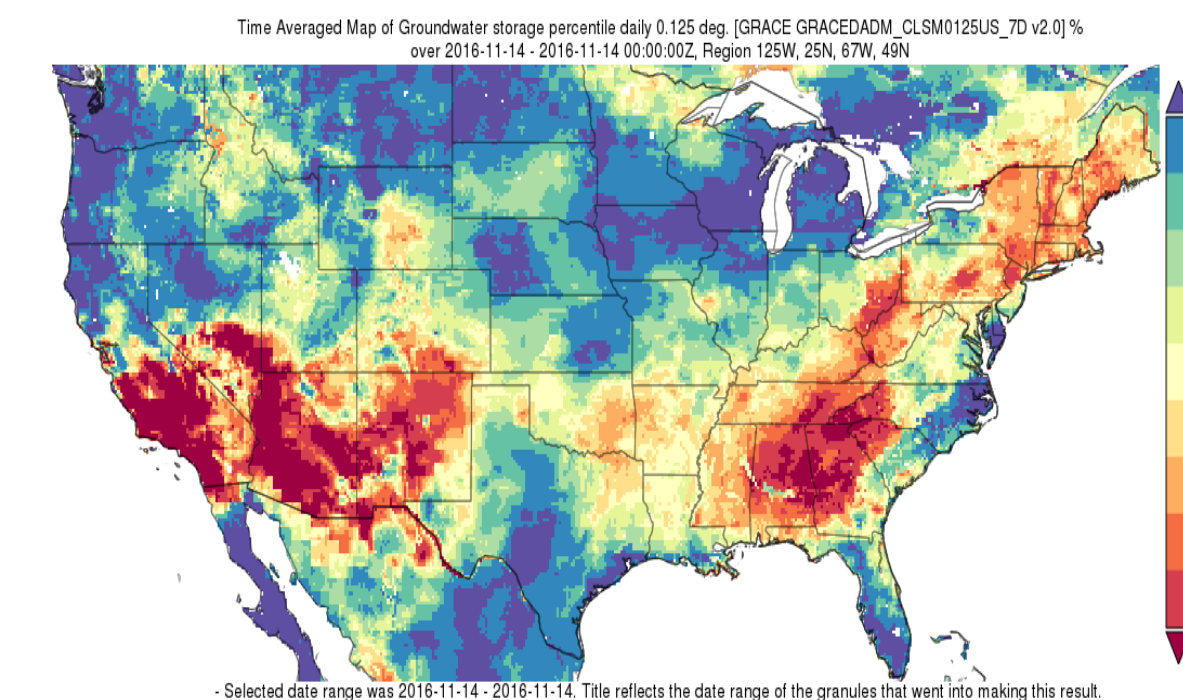 Time Averaged Map of Groundwater storage percentile daily 0.125 deg. [GRACE GRACEDADM_CLSM0125US_7D v2.0] %
over 2016-11-14 - 2016-11-14 00:00:00Z, Region 125W, 25N, 67W, 49N
- Selected date range was 2016-11-14 - 2016-11-14. Title reflects the date range of the granules that went into making this result.